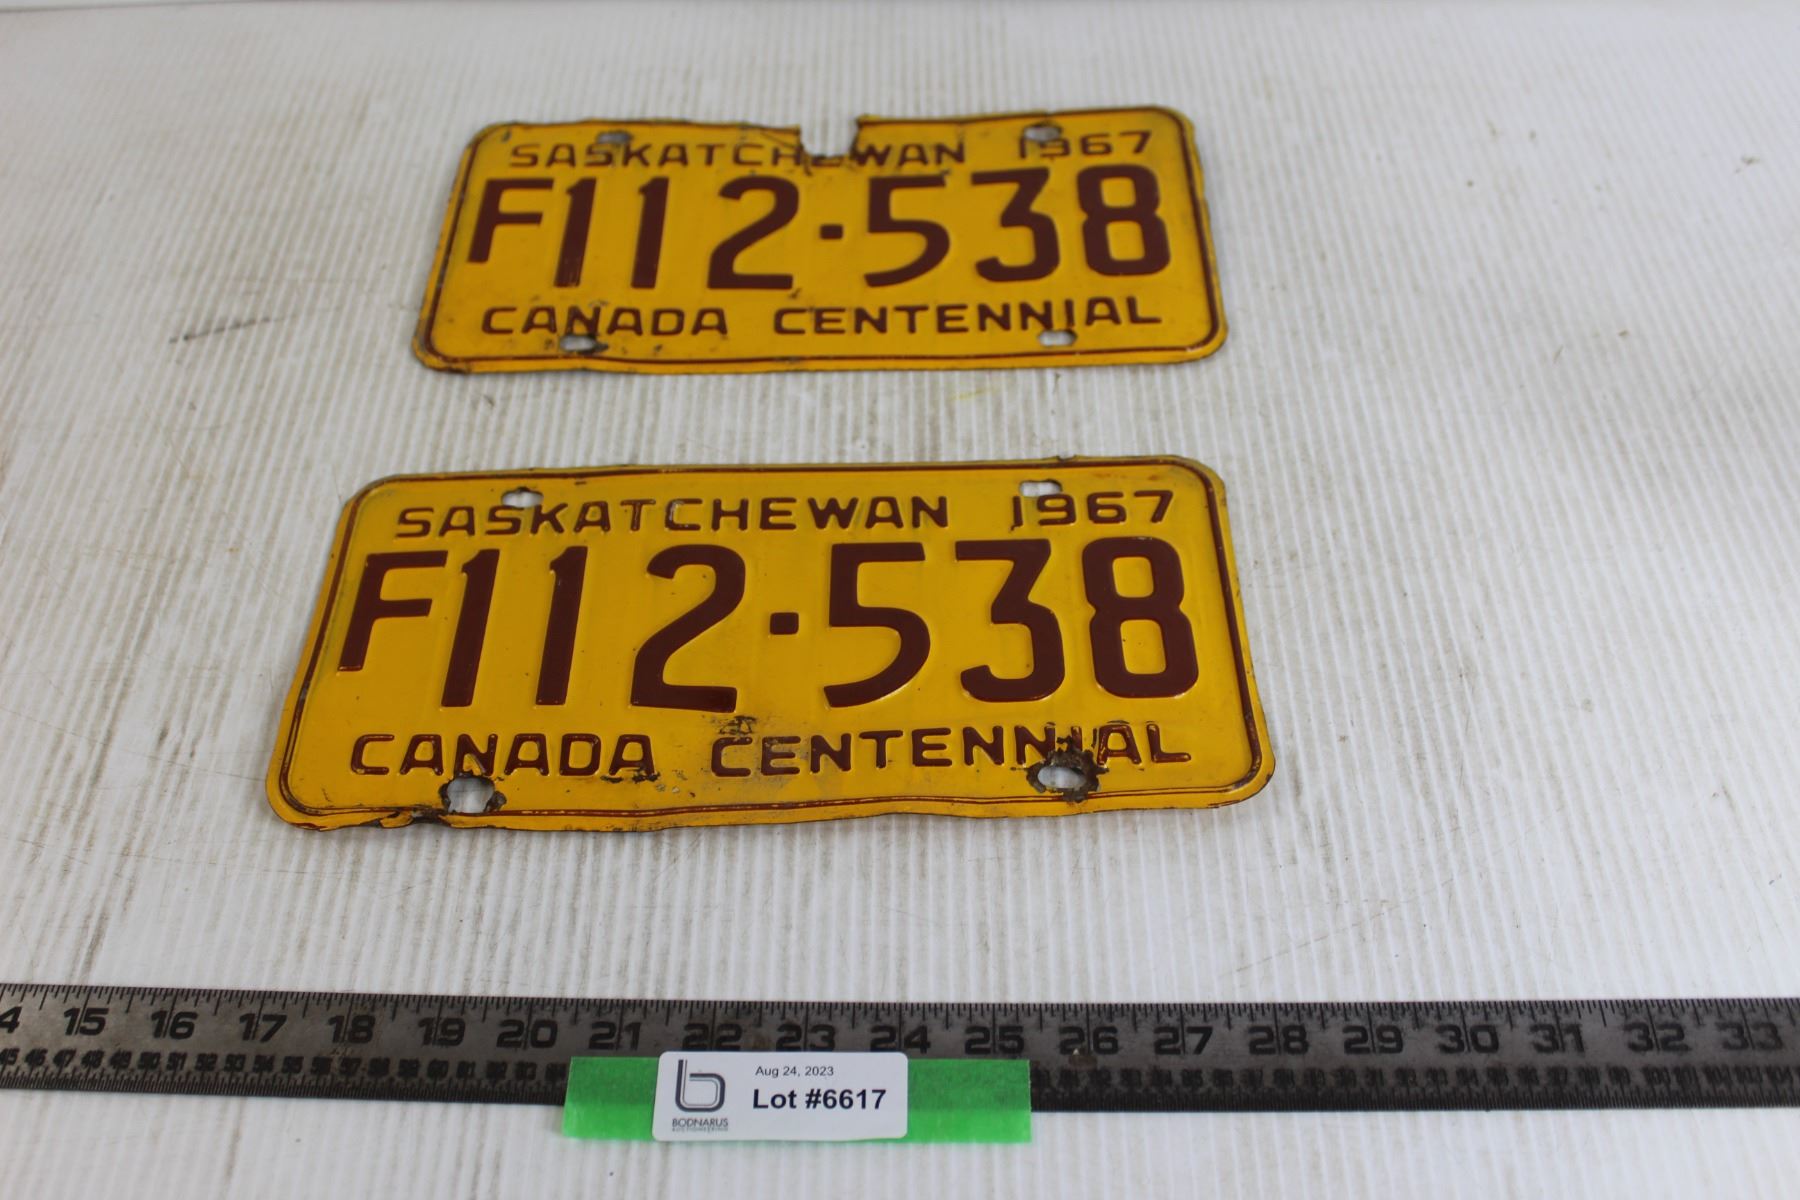 SASKATCHEWAN 1967
F112·538
CANADA CENTENNIAL
SASKATCHEWAN 1967
F112·538
CANADA CENTENNIAL
15 16 17 18 19 20 21 22 23 24 25 26 27 28 29 30 31 32 33
Aug 24, 2023
Lot #6617
BODNARUS
AUCTIONEERING